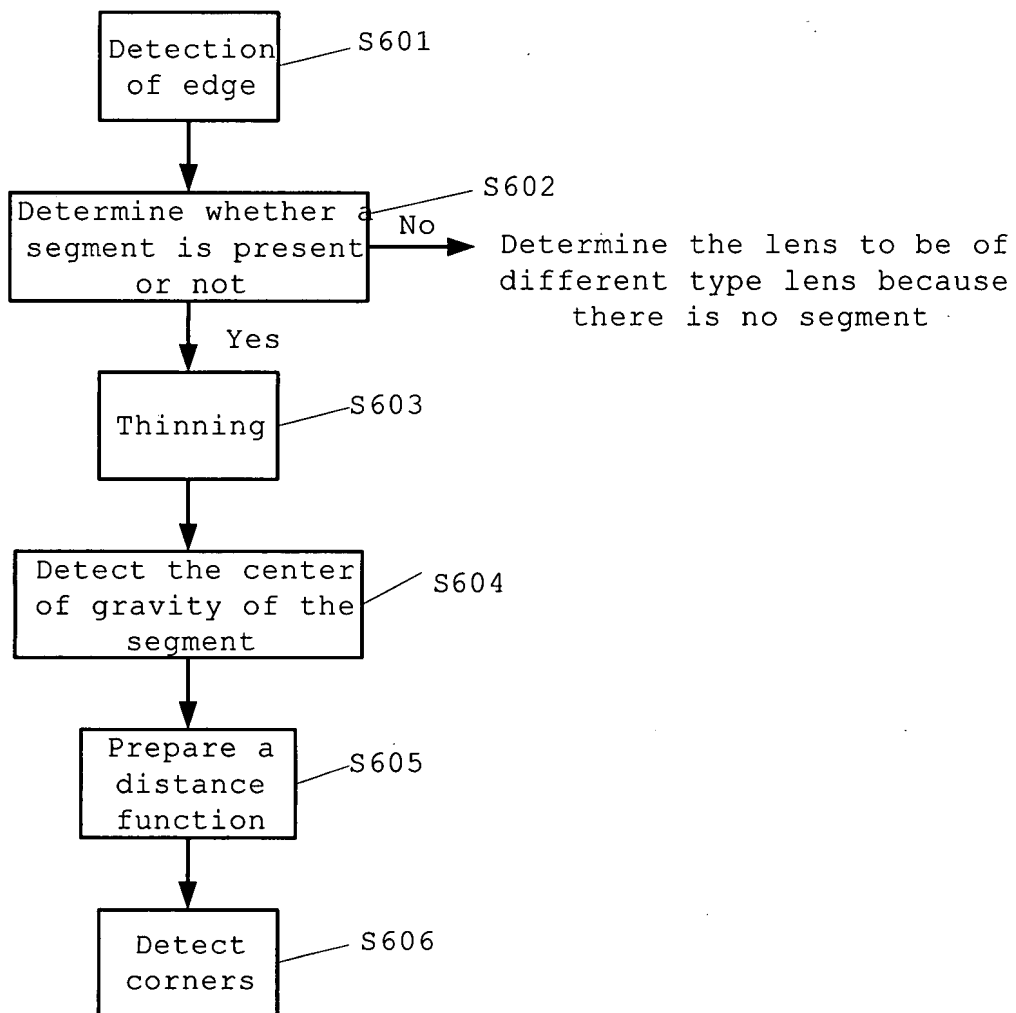 Detection
of edge
S601
S602
Determine whether a
segment is present
or not
No
Determine the lens to be of
different type lens because
there is no segment
Yes
Thinning
S603
Detect the center
of gravity of the
segment
S604
Prepare a
distance
function
S605
Detect
corners
S606